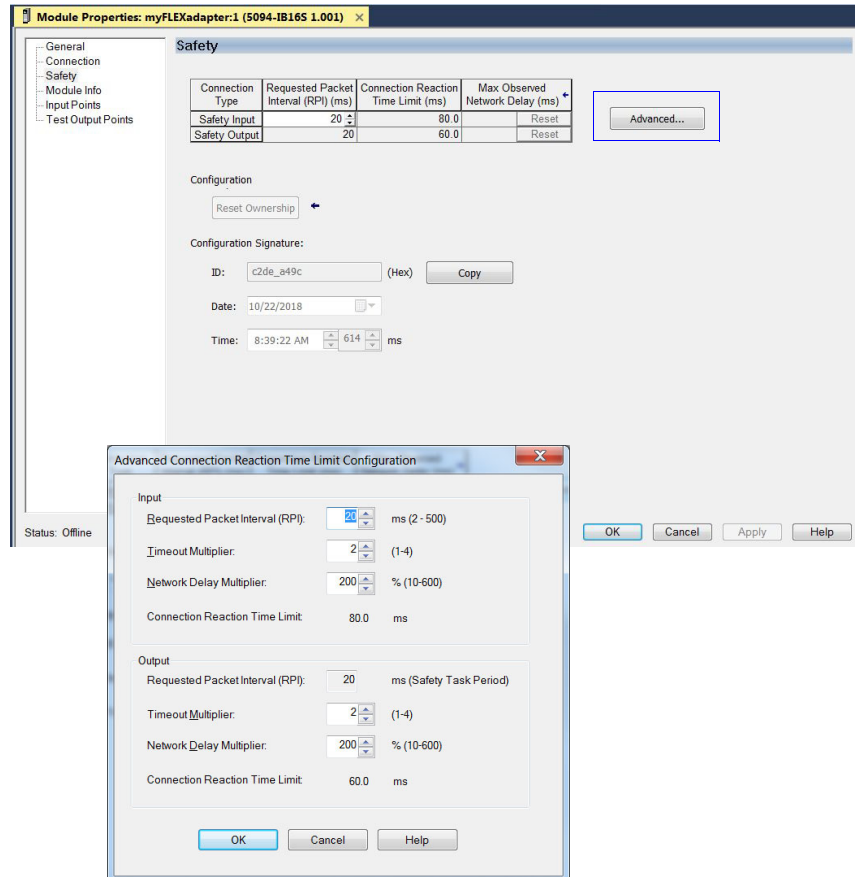 Module Properties: myFLEXadapter:1 (5094-IB16S 1.001) ×
General
Connection
Safety
Module Info
Input Points
Test Output Points
Safety
Connection Type Requested Packet Interval (RPI) (ms) Connection Reaction Time Limit (ms) Max Observed Network Delay (ms)
Safety Input 20 80.0 Reset
Safety Output 20 60.0 Reset
Advanced...
Configuration
Reset Ownership
Configuration Signature:
ID: c2de_a49c (Hex) Copy
Date: 10/22/2018
Time: 8:39:22 AM 614 ms
Status: Offline
OK Cancel Apply Help
Advanced Connection Reaction Time Limit Configuration
Input
Requested Packet Interval (RPI): 20 ms (2 - 500)
Timeout Multiplier: 2 (1-4)
Network Delay Multiplier: 200 % (10-600)
Connection Reaction Time Limit: 80.0 ms
Output
Requested Packet Interval (RPI): 20 ms (Safety Task Period)
Timeout Multiplier: 2 (1-4)
Network Delay Multiplier: 200 % (10-600)
Connection Reaction Time Limit: 60.0 ms
OK Cancel Help